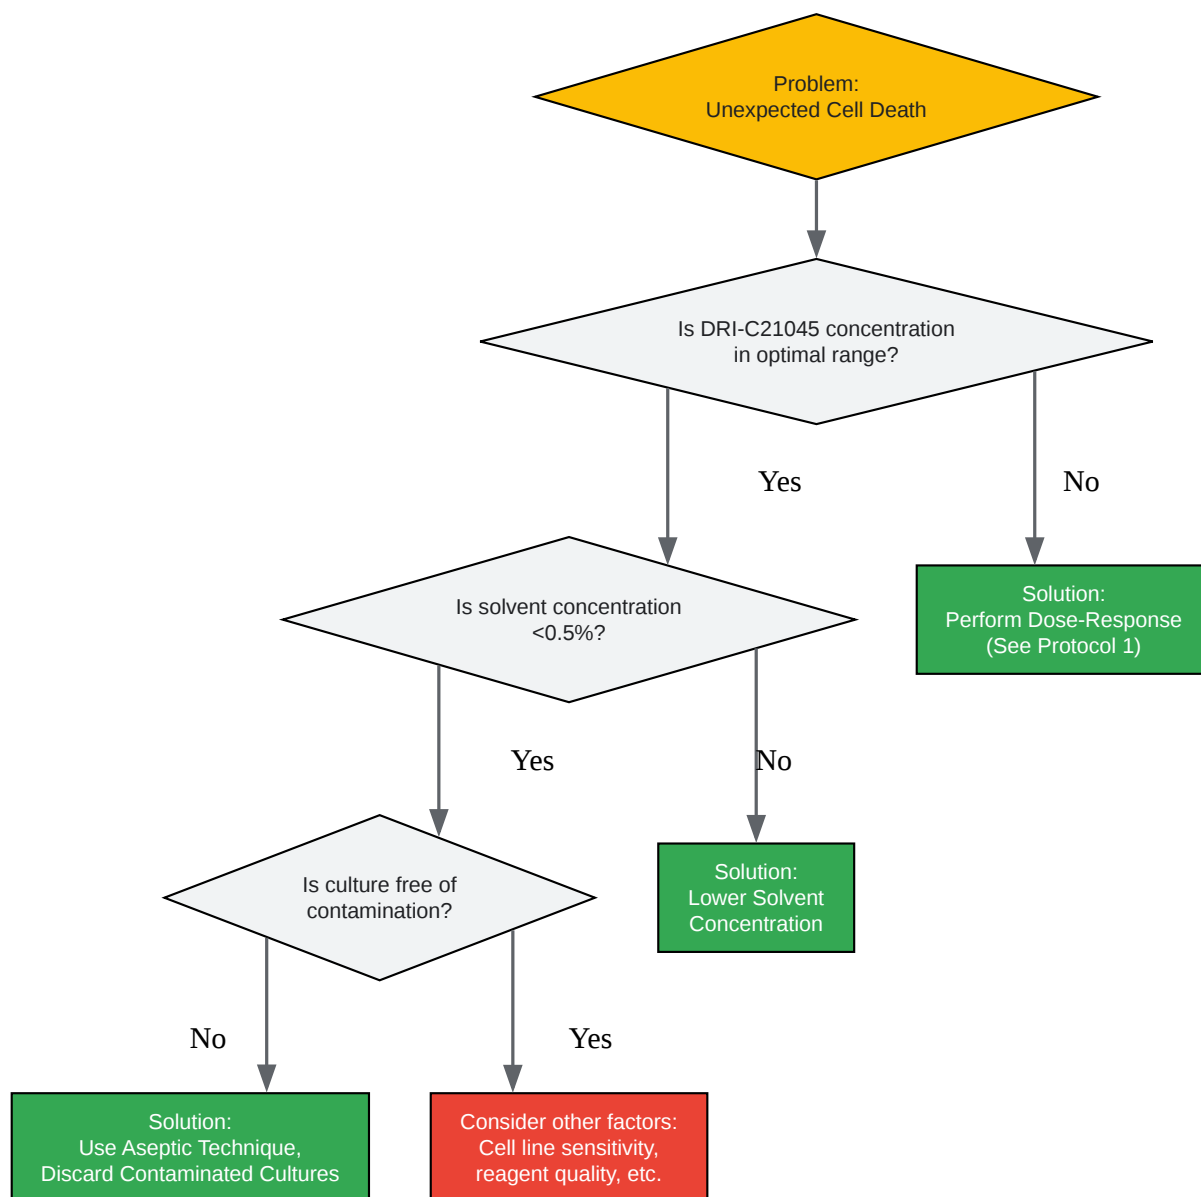 Problem:
Unexpected Cell Death
Is DRI-C21045 concentration
in optimal range?
Yes
No
Is solvent concentration
<0.5%?
Solution:
Perform Dose-Response
(See Protocol 1)
Yes
No
Is culture free of
contamination?
Solution:
Lower Solvent
Concentration
No
Yes
Solution:
Use Aseptic Technique,
Discard Contaminated Cultures
Consider other factors:
Cell line sensitivity,
reagent quality, etc.